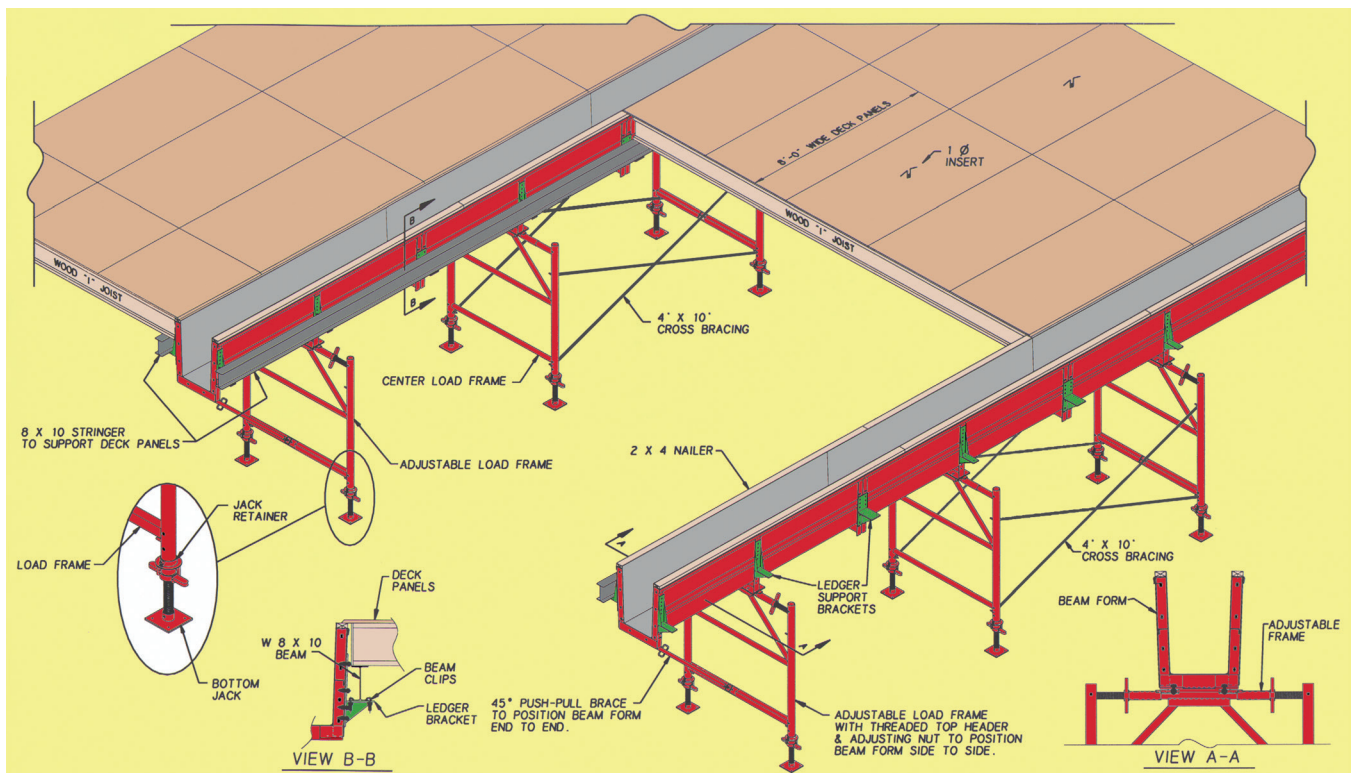 8'-0" WIDE DECK PANELS
1 Ø
INSERT
WOOD "I" JOIST
WOOD "I" JOIST
B
B
4' X 10'
CROSS BRACING
CENTER LOAD FRAME
8 X 10 STRINGER
TO SUPPORT DECK PANELS
ADJUSTABLE LOAD FRAME
2 X 4 NAILER
JACK
RETAINER
LOAD FRAME
BOTTOM
JACK
A
A
LEDGER
SUPPORT
BRACKETS
4' X 10'
CROSS BRACING
DECK
PANELS
W 8 X 10
BEAM
BEAM
CLIPS
LEDGER
BRACKET
VIEW B-B
45° PUSH-PULL BRACE
TO POSITION BEAM FORM
END TO END.
ADJUSTABLE LOAD FRAME
WITH THREADED TOP HEADER
& ADJUSTING NUT TO POSITION
BEAM FORM SIDE TO SIDE.
BEAM FORM
ADJUSTABLE
FRAME
VIEW A-A